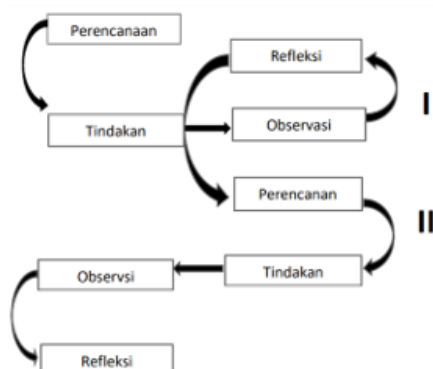 Perencanaan
Refleksi
I
Tindakan
Observasi
Perencanan
II
Observsi
Tindakan
Refleksi